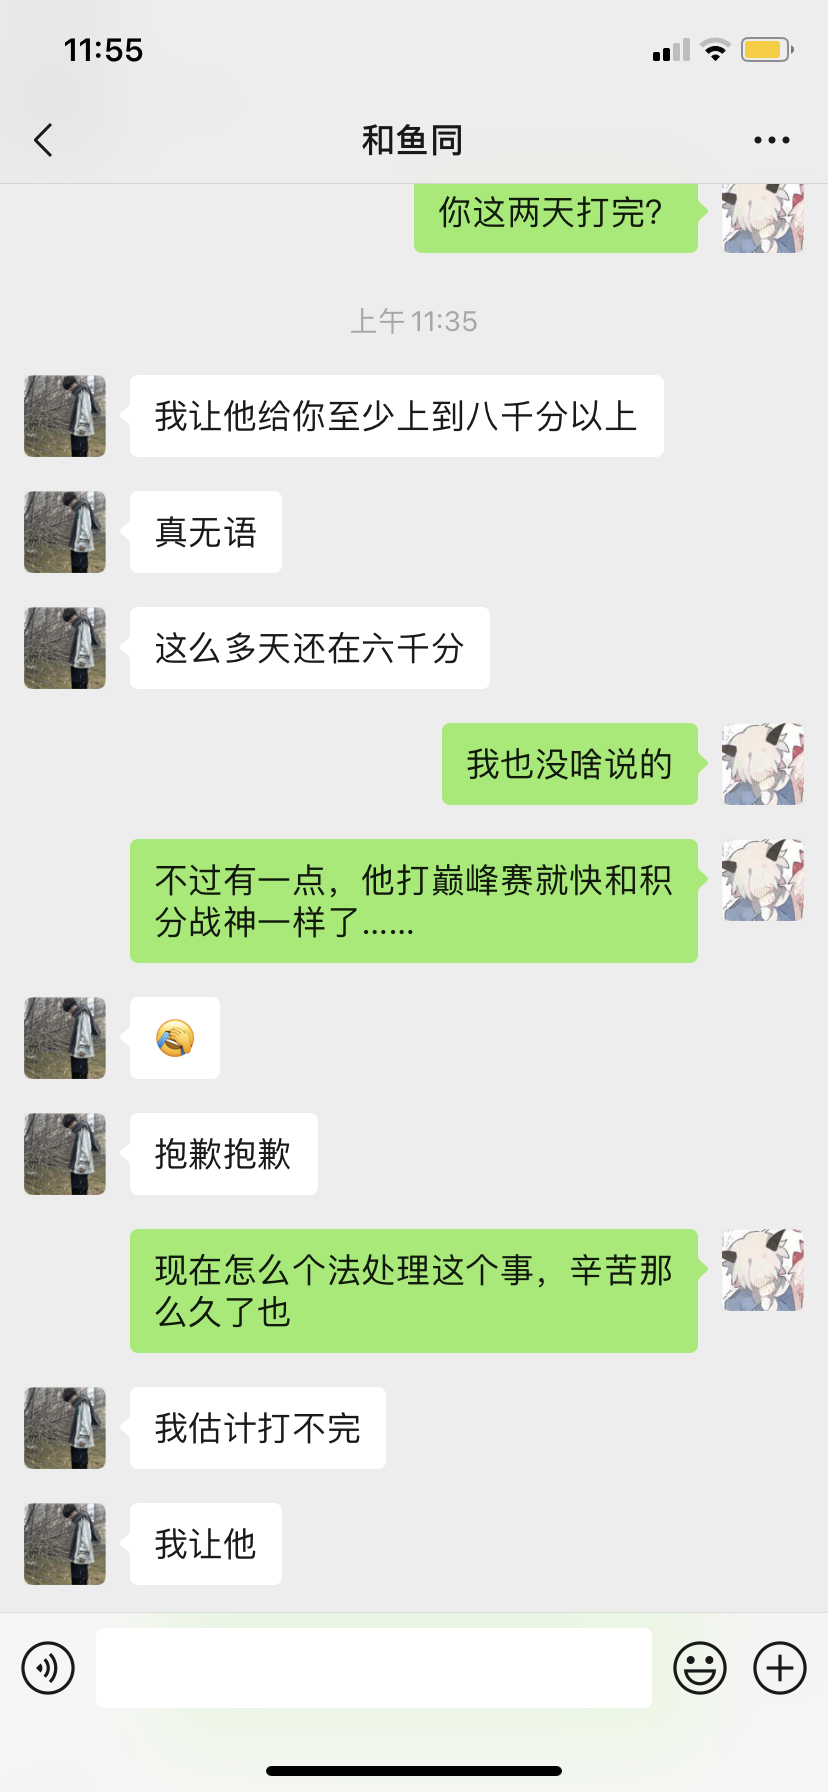 11:55
和鱼同
你这两天打完?
上午 11:35
我让他给你至少上到八千分以上
真无语
这么多天还在六千分
我也没啥说的
不过有一点，他打巅峰赛就快和积
分战神一样了……
抱歉抱歉
现在怎么个法处理这个事，辛苦那
么久了也
我估计打不完
我让他